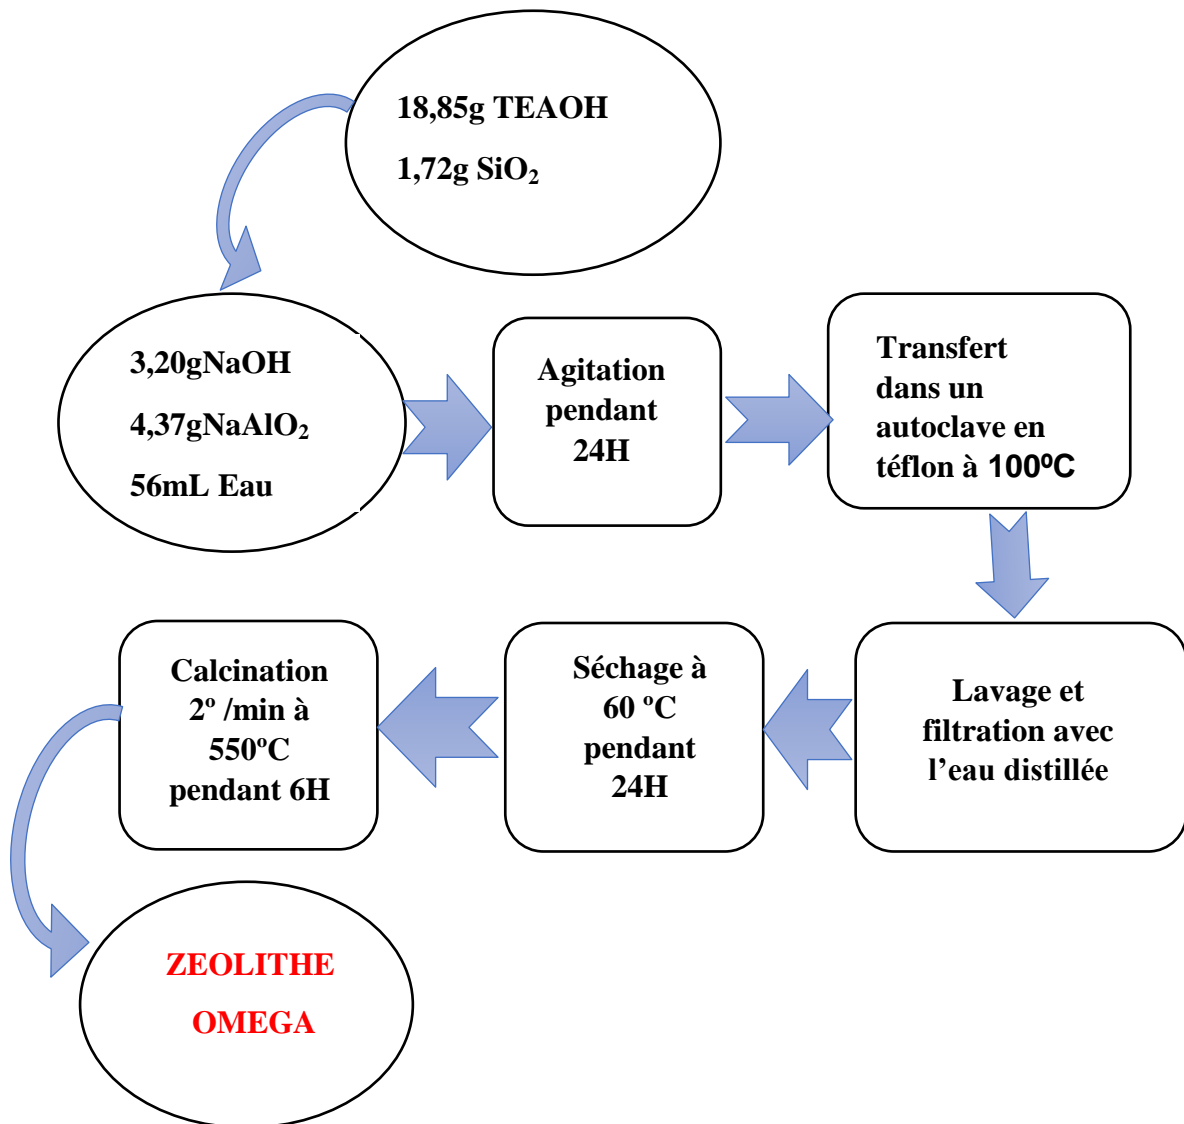 18,85g TEAOH
1,72g SiO₂
3,20gNaOH
4,37gNaAlO₂
56mL Eau
Agitation
pendant
24H
Transfert
dans un
autoclave en
téflon à 100ºC
Lavage et
filtration avec
l’eau distillée
Séchage à
60 ºC
pendant
24H
Calcination
2º /min à
550ºC
pendant 6H
ZEOLITHE
OMEGA